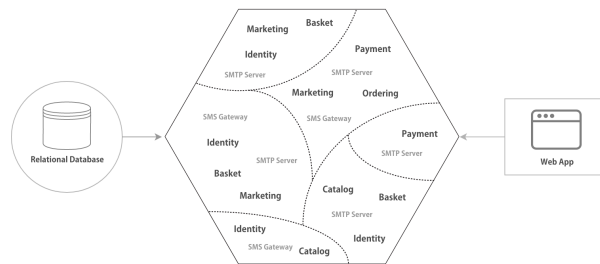 Marketing
Basket
Identity
SMTP Server
Payment
SMTP Server
Marketing
Ordering
SMS Gateway
SMS Gateway
Identity
SMTP Server
Basket
Marketing
Payment
SMTP Server
Catalog
Basket
SMTP Server
Identity
Identity
SMS Gateway
Catalog
Relational Database
Web App